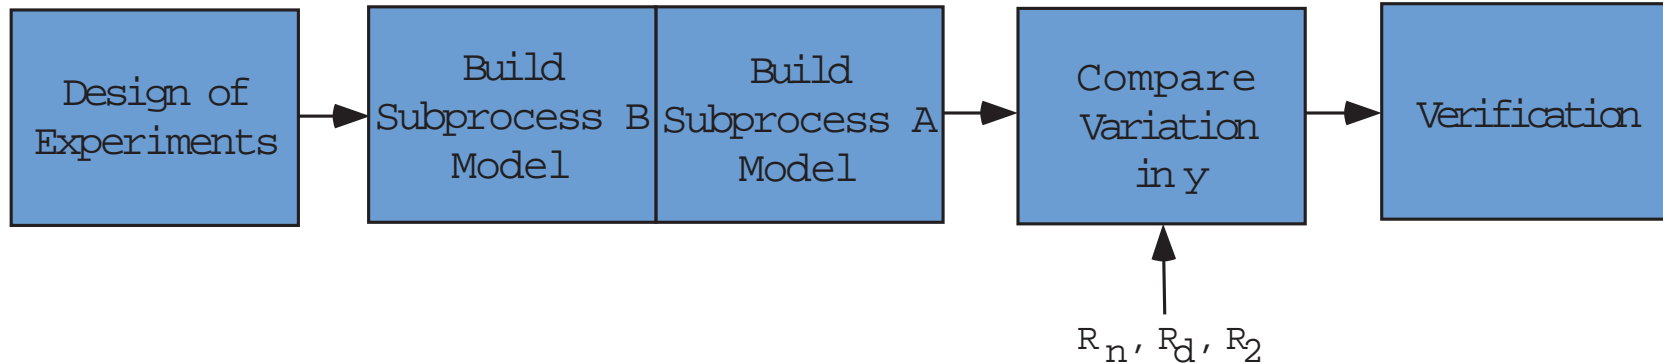 Design of
Experiments
Build
Subprocess B
Model
Build
Subprocess A
Model
Compare
Variation
in y
Verification
Rn, Rd, R2